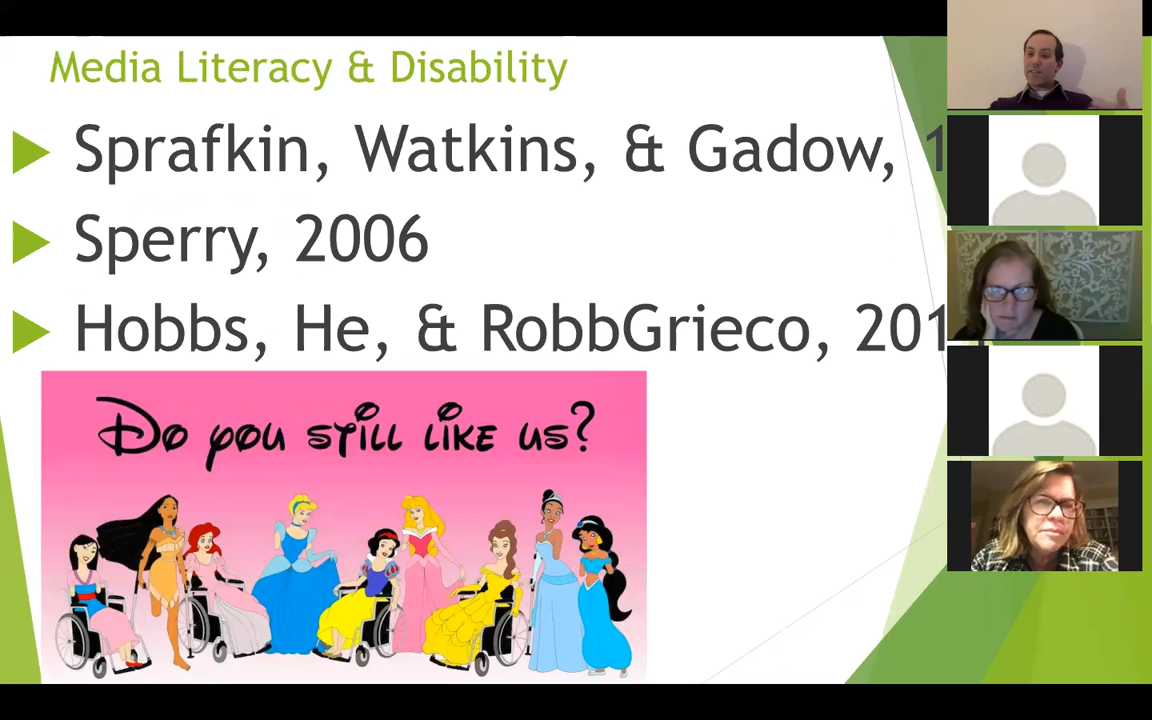 Media Literacy & Disability
Sprafkin, Watkins, & Gadow,
Sperry, 2006
Hobbs, He, & RobbGrieco,
Do you still like us?